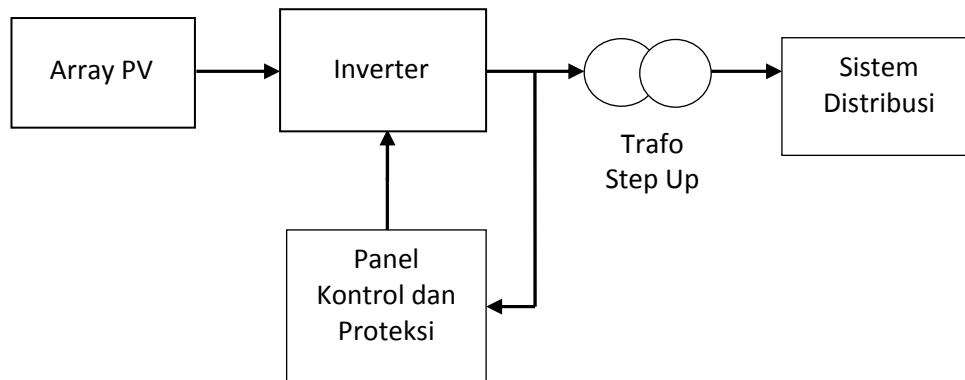 Array PV
Inverter
Sistem
Distribusi
Trafo
Step Up
Panel
Kontrol dan
Proteksi